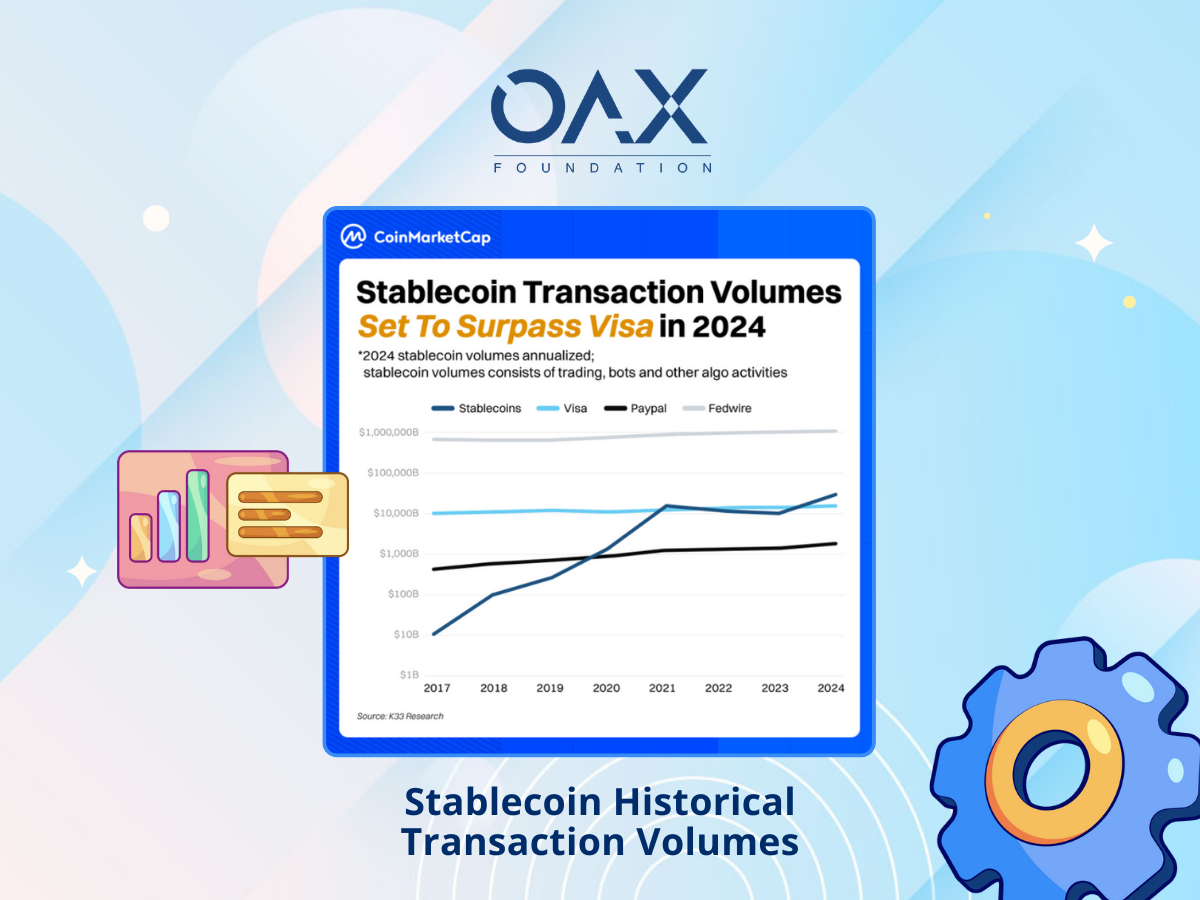 OAX
FOUNDATION
CoinMarketCap
Stablecoin Transaction Volumes
Set To Surpass Visa in 2024
*2024 stablecoin volumes annualized;
stablecoin volumes consists of trading, bots and other algo activities
Stablecoins Visa Paypal Fedwire
$1,000,000B
$100,000B
$10,000B
$1,000B
$100B
$10B
$1B
2017 2018 2019 2020 2021 2022 2023 2024
Source: K33 Research
Stablecoin Historical
Transaction Volumes